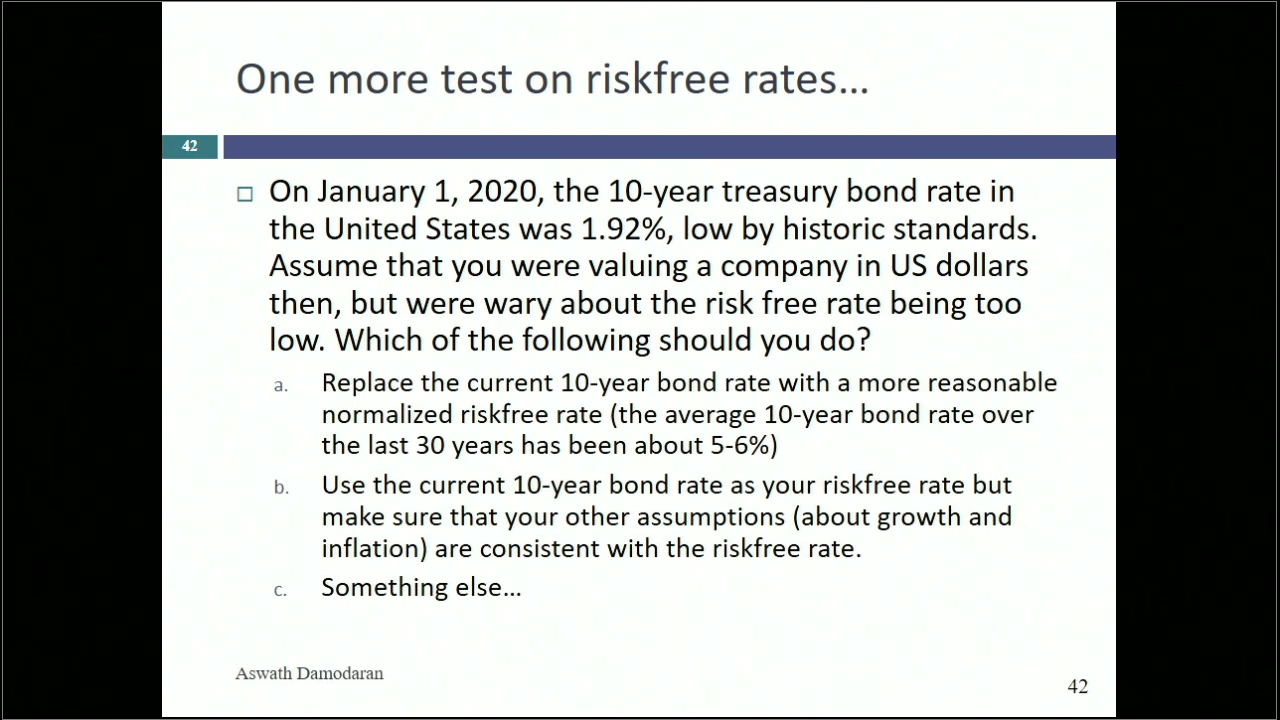 One more test on riskfree rates...
42
On January 1, 2020, the 10-year treasury bond rate in
the United States was 1.92%, low by historic standards.
Assume that you were valuing a company in US dollars
then, but were wary about the risk free rate being too
low. Which of the following should you do?
a. Replace the current 10-year bond rate with a more reasonable
normalized riskfree rate (the average 10-year bond rate over
the last 30 years has been about 5-6%)
b. Use the current 10-year bond rate as your riskfree rate but
make sure that your other assumptions (about growth and
inflation) are consistent with the riskfree rate.
c. Something else...
Aswath Damodaran
42